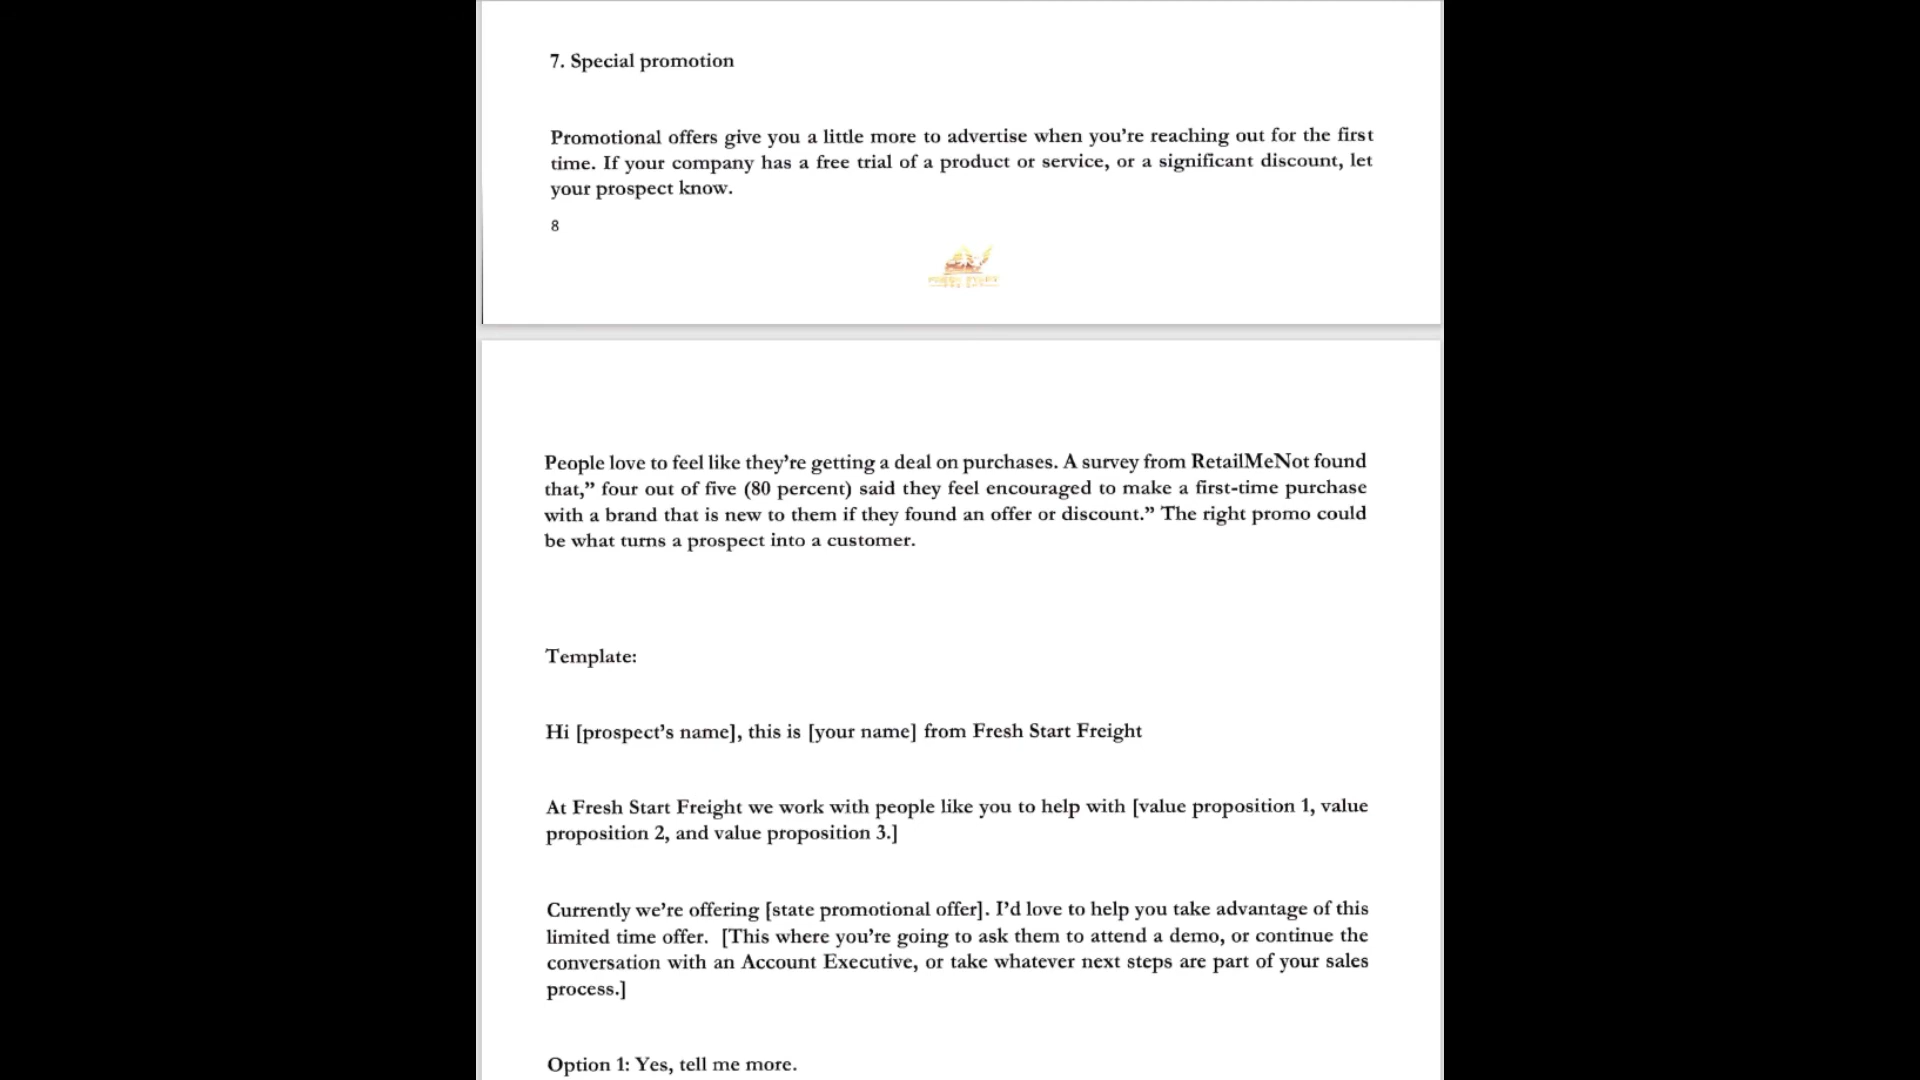 7. Special promotion
Promotional offers give you a little more to advertise when you’re reaching out for the first
time. If your company has a free trial of a product or service, or a significant discount, let
your prospect know.
8
People love to feel like they’re getting a deal on purchases. A survey from RetailMeNot found
that,” four out of five (80 percent) said they feel encouraged to make a first-time purchase
with a brand that is new to them if they found an offer or discount.” The right promo could
be what turns a prospect into a customer.
Template:
Hi [prospect’s name], this is [your name] from Fresh Start Freight
At Fresh Start Freight we work with people like you to help with [value proposition 1, value
proposition 2, and value proposition 3.]
Currently we’re offering [state promotional offer]. I’d love to help you take advantage of this
limited time offer.  [This where you’re going to ask them to attend a demo, or continue the
conversation with an Account Executive, or take whatever next steps are part of your sales
process.]
Option 1: Yes, tell me more.